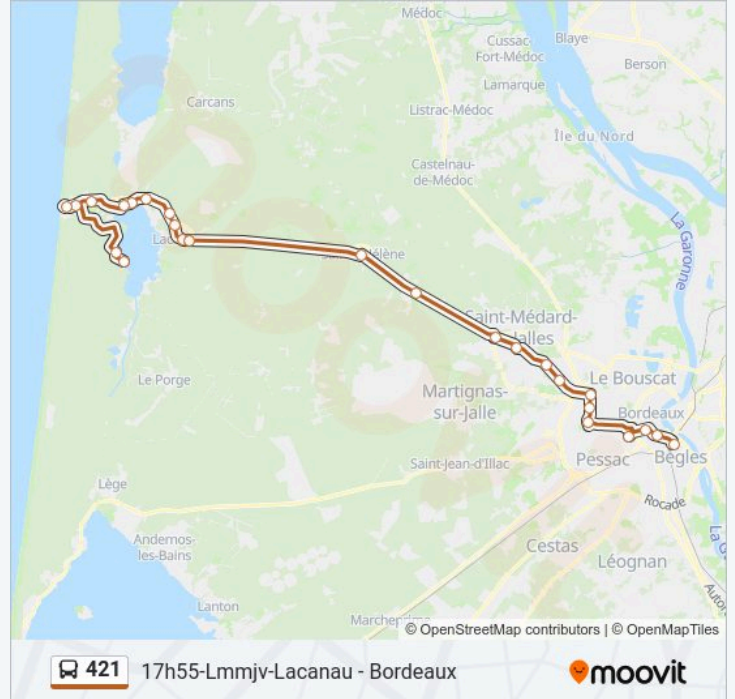 Médoc
Cussac-
Fort-Médoc
Blaye
Berson
Lamarque
Carcans
Listrac-Médoc
Île du Nord
Castelnau-
de-Médoc
La Garonne
Saint-Médard-
Le Porge
Le Bouscat
Martignas-
sur-Jalle
Bordeaux
Saint-Jean-d'Illac
Pessac
Bègles
Lège
Rocade
Andernos-
les-Bains
Cestas
Léognan
Lanton
© OpenStreetMap contributors | © OpenMapTiles
421 17h55-Lmmjv-Lacanau - Bordeaux
moovit